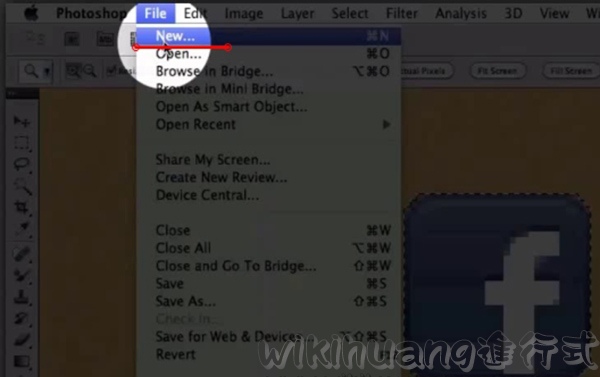 Photoshop File Edit Image Layer Select Filter Analysis 3D View Win
New... ⌘N
Open... ⌘O
Actual Pixels Fit Screen Fill Screen
Browse in Bridge... ⌥⌘O
Browse in Mini Bridge...
Open As Smart Object...
Open Recent ▶
Share My Screen...
Create New Review...
Device Central...
Close ⌘W
Close All ⌥⌘W
Close and Go To Bridge... ⇧⌘W
Save ⌘S
Save As... ⇧⌘S
Check In...
Save for Web & Devices... ⌥⇧⌘S
Revert
f
wikihuang進行式